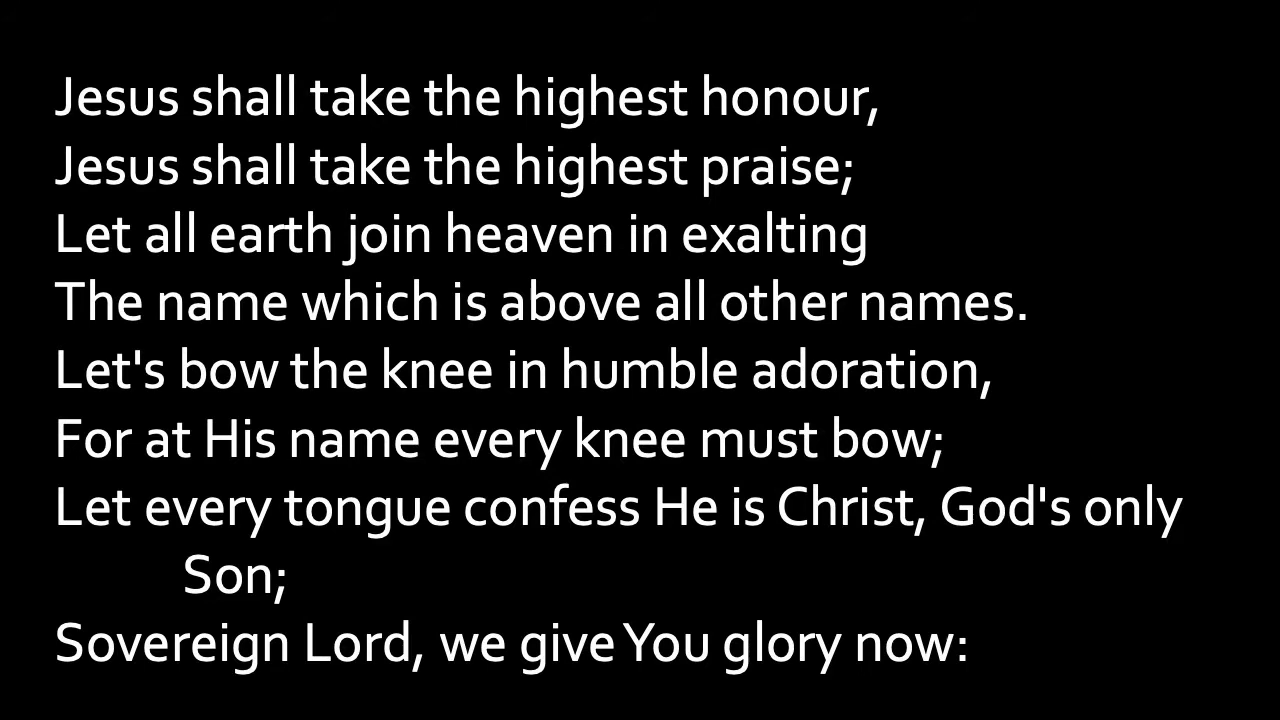 Jesus shall take the highest honour,
Jesus shall take the highest praise;
Let all earth join heaven in exalting
The name which is above all other names.
Let's bow the knee in humble adoration,
For at His name every knee must bow;
Let every tongue confess He is Christ, God's only
Son;
Sovereign Lord, we give You glory now: